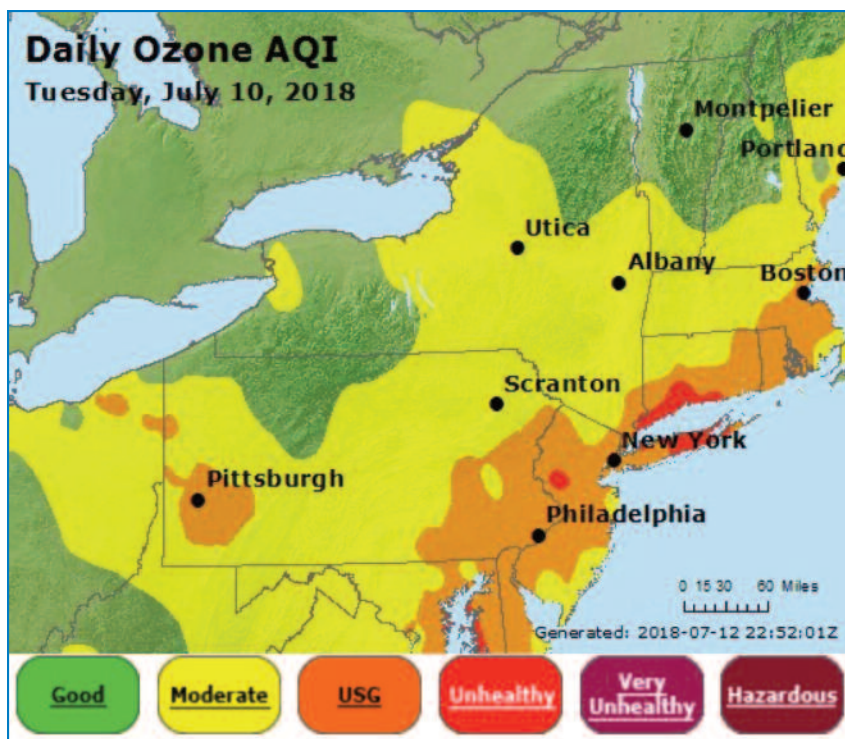 Daily Ozone AQI
Tuesday, July 10, 2018
Montpelier
Portland
Utica
Albany
Boston
Scranton
New York
Pittsburgh
Philadelphia
0 15 30 60 Miles
Generated: 2018-07-12 22:52:01Z
Good
Moderate
USG
Unhealthy
Very
Unhealthy
Hazardous